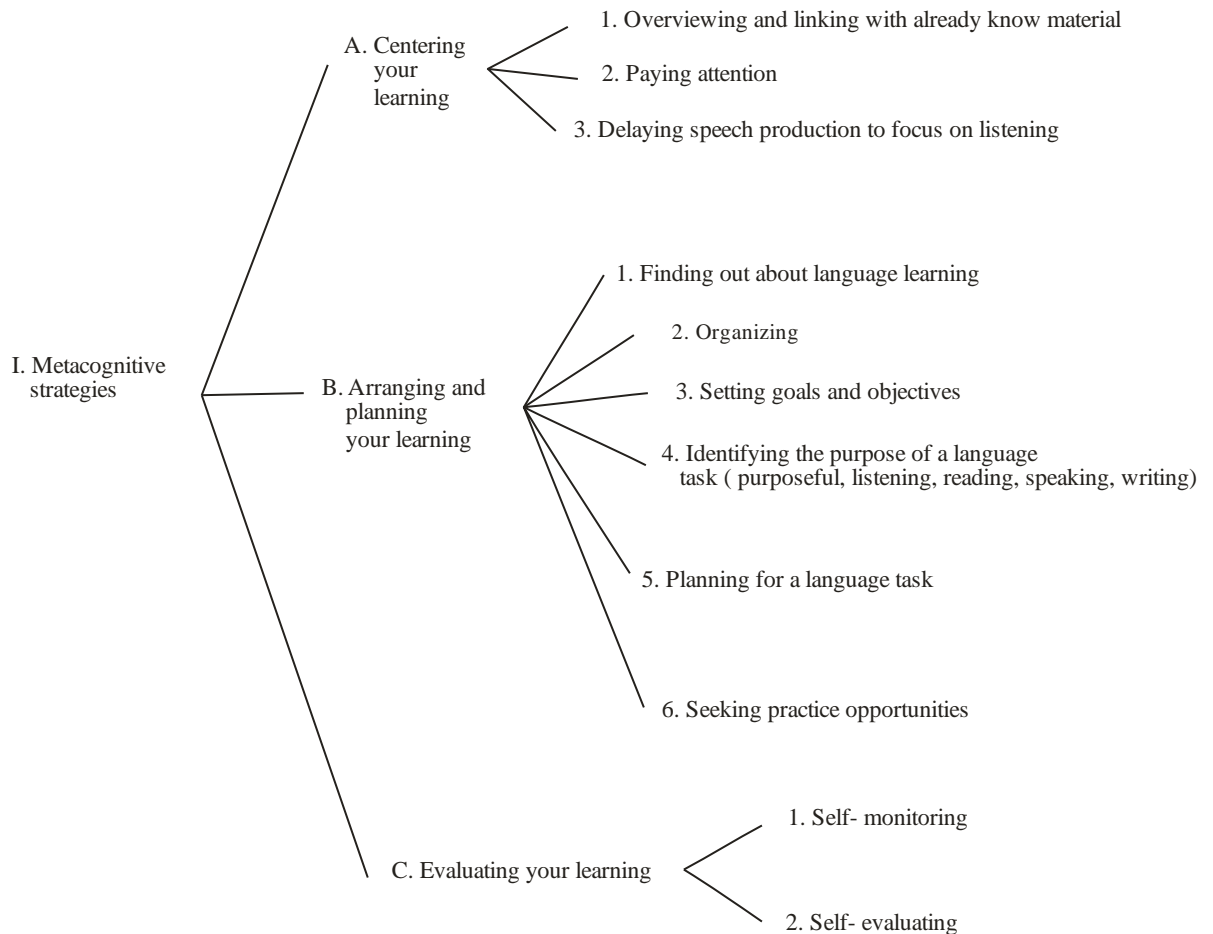 I. Metacognitive
strategies
A. Centering
your
learning
1. Overviewing and linking with already know material
2. Paying attention
3. Delaying speech production to focus on listening
B. Arranging and
planning
your learning
1. Finding out about language learning
2. Organizing
3. Setting goals and objectives
4. Identifying the purpose of a language
task ( purposeful, listening, reading, speaking, writing)
5. Planning for a language task
6. Seeking practice opportunities
C. Evaluating your learning
1. Self- monitoring
2. Self- evaluating